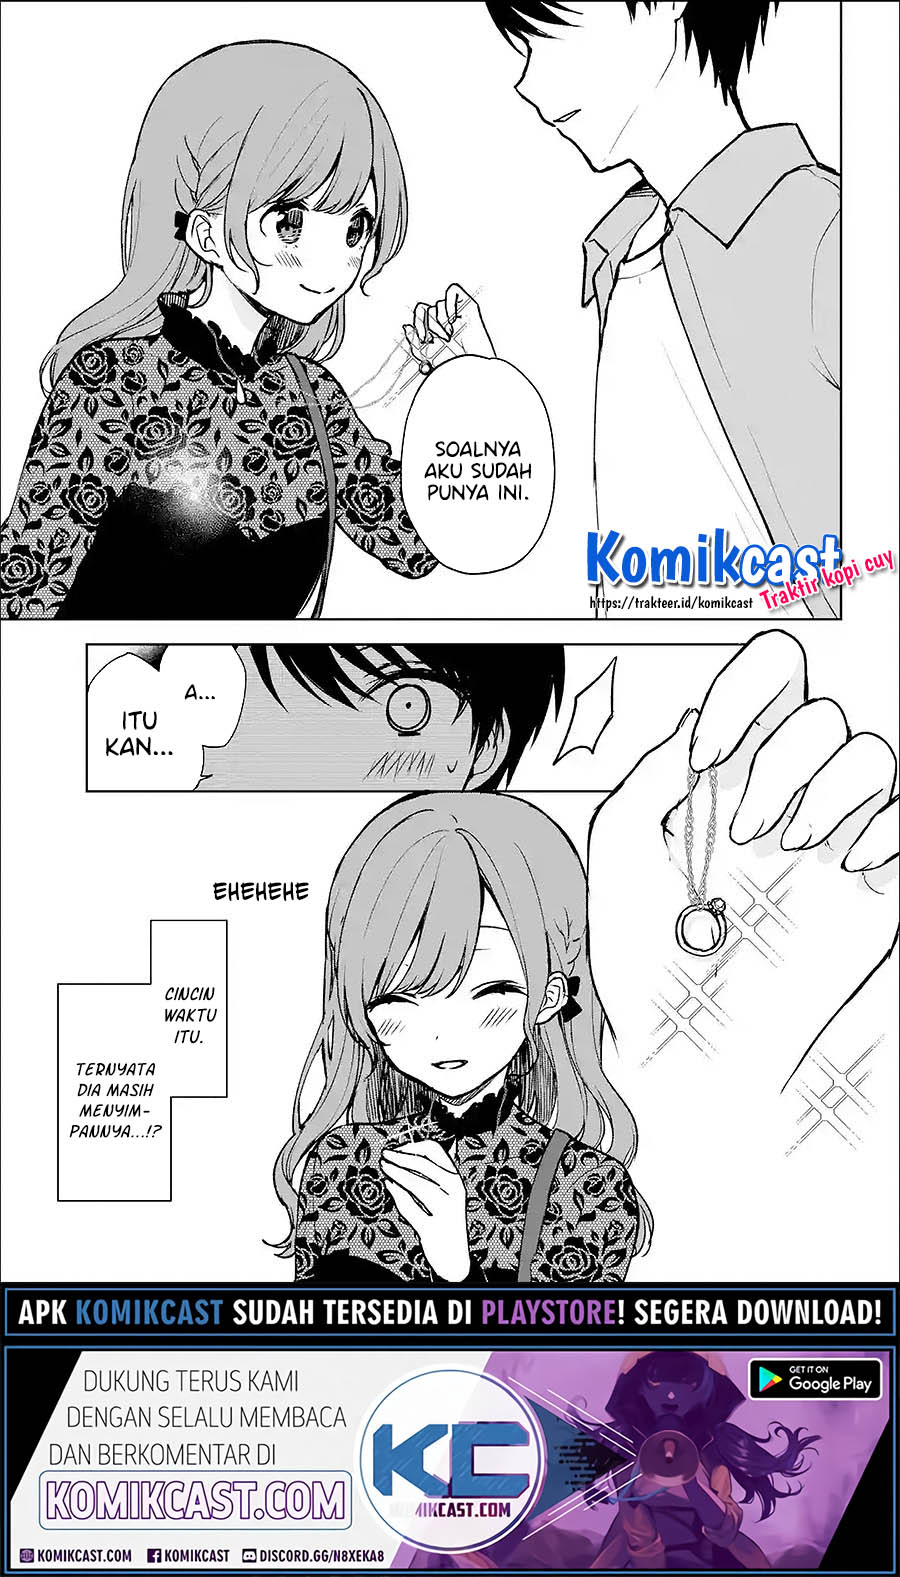 SOALNYA
AKU SUDAH
PUNYA INI.
Komikcast
Traktir kopi cuy
https://trakteer.id/komikcast
A...
ITU
KAN...
EHEHEHE
CINCIN
WAKTU
ITU.
TERNYATA
DIA MASIH
MENYIM-
PANNYA...!?
APK KOMIKCAST SUDAH TERSEDIA DI PLAYSTORE! SEGERA DOWNLOAD!
DUKUNG TERUS KAMI
DENGAN SELALU MEMBACA
DAN BERKOMENTAR DI
KOMIKCAST.COM
KOMIKCAST.COM
KOMIKCAST
DISCORD.GG/N8XEKA8
KC
KOMIKCAST.COM
GET IT ON
Google Play